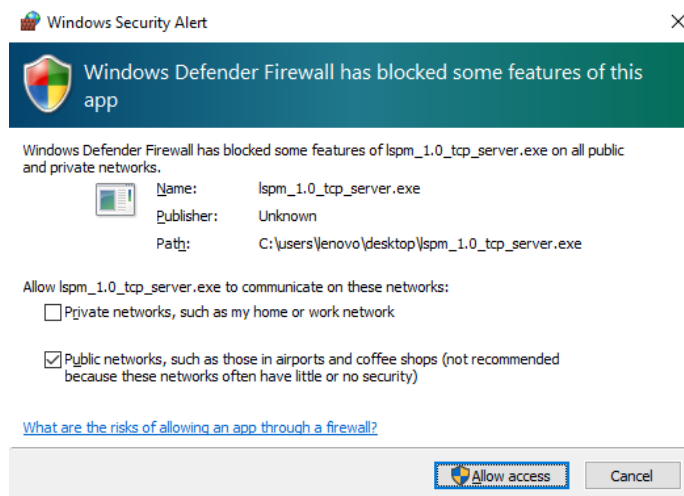 Windows Security Alert
Windows Defender Firewall has blocked some features of this
app
Windows Defender Firewall has blocked some features of lspm_1.0_tcp_server.exe on all public
and private networks.
Name: lspm_1.0_tcp_server.exe
Publisher: Unknown
Path: C:\users\lenovo\desktop\lspm_1.0_tcp_server.exe
Allow lspm_1.0_tcp_server.exe to communicate on these networks:
Private networks, such as my home or work network
Public networks, such as those in airports and coffee shops (not recommended
because these networks often have little or no security)
What are the risks of allowing an app through a firewall?
Allow access Cancel